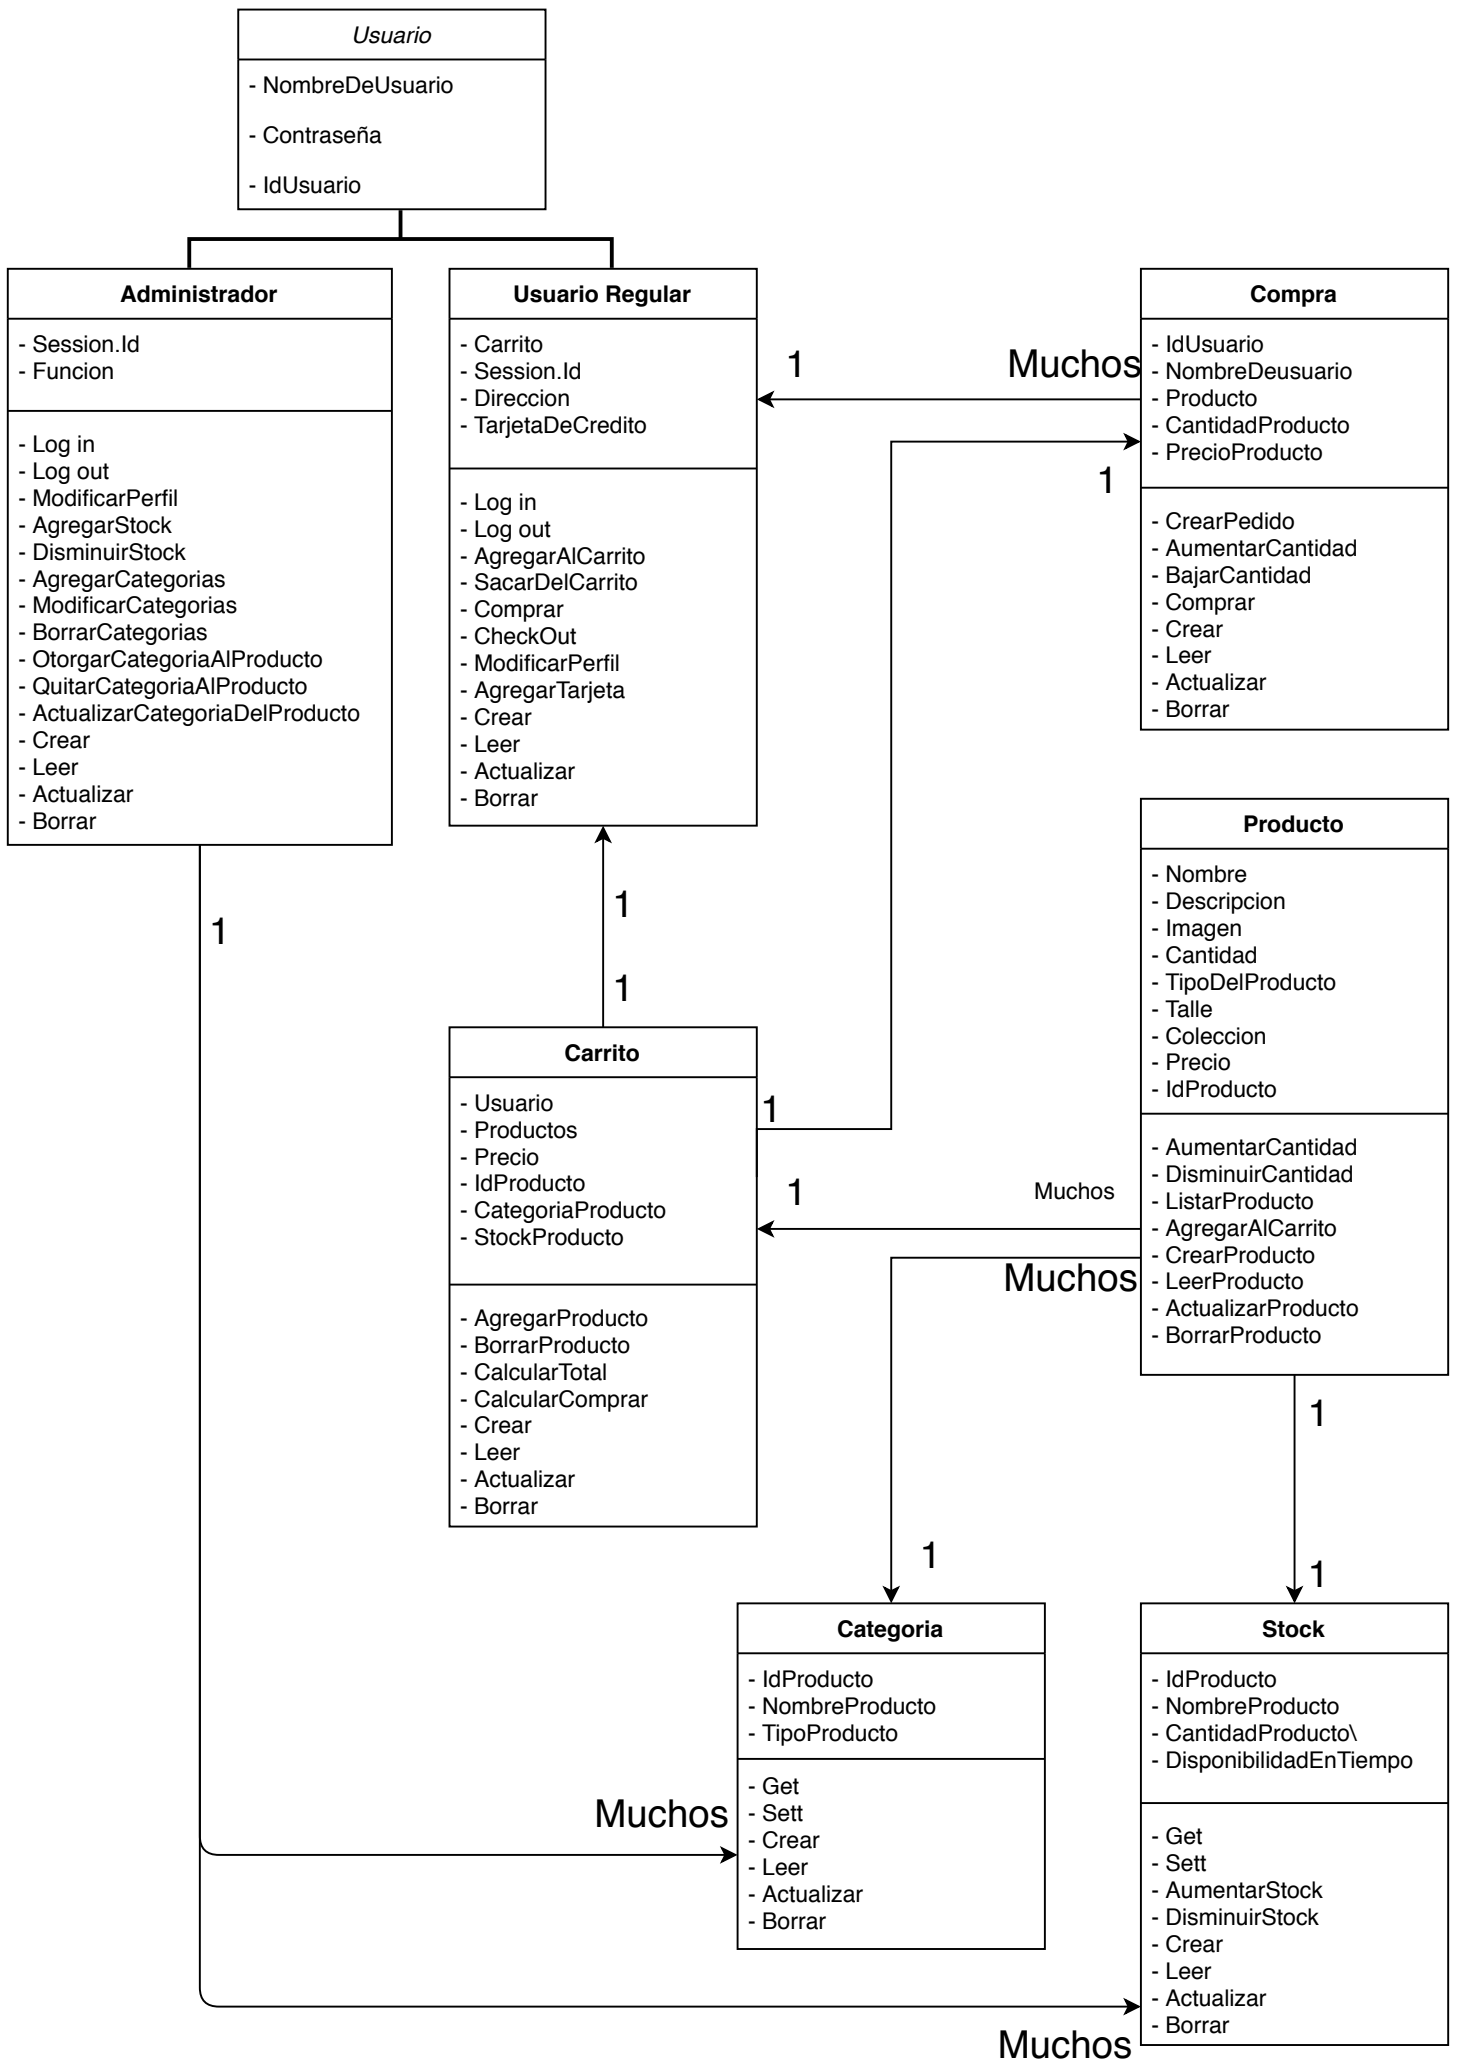 Usuario
- NombreDeUsuario
- Contraseña
- IdUsuario
Administrador
- Session.Id
- Funcion
- Log in
- Log out
- ModificarPerfil
- AgregarStock
- DisminuirStock
- AgregarCategorias
- ModificarCategorias
- BorrarCategorias
- OtorgarCategoriaAlProducto
- QuitarCategoriaAlProducto
- ActualizarCategoriaDelProducto
- Crear
- Leer
- Actualizar
- Borrar
1
Usuario Regular
- Carrito
- Session.Id
- Direccion
- TarjetaDeCredito
- Log in
- Log out
- AgregarAlCarrito
- SacarDelCarrito
- Comprar
- CheckOut
- ModificarPerfil
- AgregarTarjeta
- Crear
- Leer
- Actualizar
- Borrar
1
Muchos
1
Compra
- IdUsuario
- NombreDeusuario
- Producto
- CantidadProducto
- PrecioProducto
- CrearPedido
- AumentarCantidad
- BajarCantidad
- Comprar
- Crear
- Leer
- Actualizar
- Borrar
1
1
Carrito
- Usuario
- Productos
- Precio
- IdProducto
- CategoriaProducto
- StockProducto
- AgregarProducto
- BorrarProducto
- CalcularTotal
- CalcularComprar
- Crear
- Leer
- Actualizar
- Borrar
1
1
Muchos
Muchos
Producto
- Nombre
- Descripcion
- Imagen
- Cantidad
- TipoDelProducto
- Talle
- Coleccion
- Precio
- IdProducto
- AumentarCantidad
- DisminuirCantidad
- ListarProducto
- AgregarAlCarrito
- CrearProducto
- LeerProducto
- ActualizarProducto
- BorrarProducto
1
1
1
Categoria
- IdProducto
- NombreProducto
- TipoProducto
- Get
- Sett
- Crear
- Leer
- Actualizar
- Borrar
Muchos
Stock
- IdProducto
- NombreProducto
- CantidadProducto\
- DisponibilidadEnTiempo
- Get
- Sett
- AumentarStock
- DisminuirStock
- Crear
- Leer
- Actualizar
- Borrar
Muchos